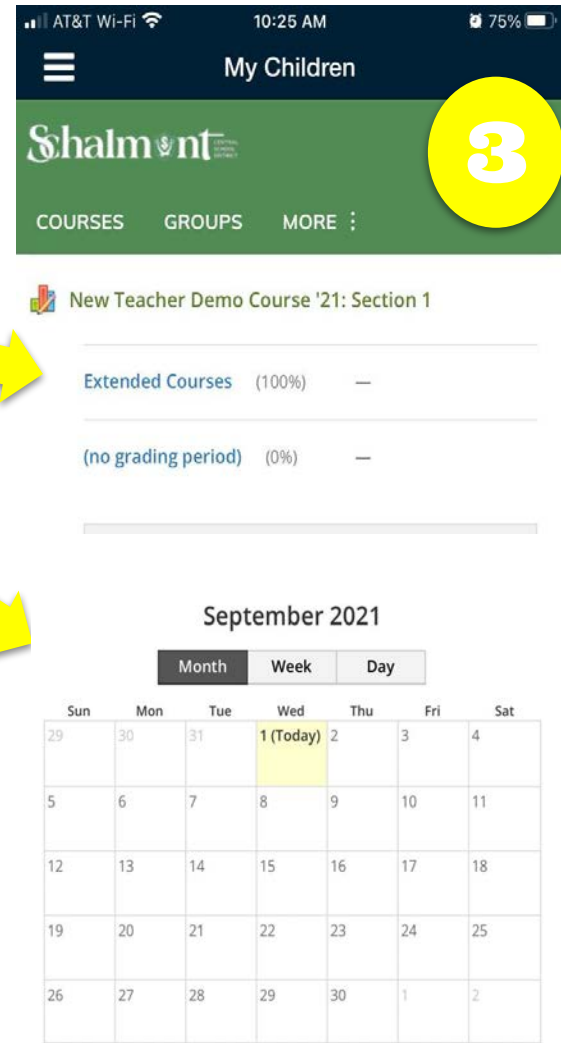 AT&T Wi-Fi 10:25 AM 75%
My Children
Schalmont
3
COURSES GROUPS MORE
New Teacher Demo Course '21: Section 1
Extended Courses (100%) —
(no grading period) (0%) —
September 2021
Month Week Day
Sun Mon Tue Wed Thu Fri Sat
29 30 31 1 (Today) 2 3 4
5 6 7 8 9 10 11
12 13 14 15 16 17 18
19 20 21 22 23 24 25
26 27 28 29 30 1 2